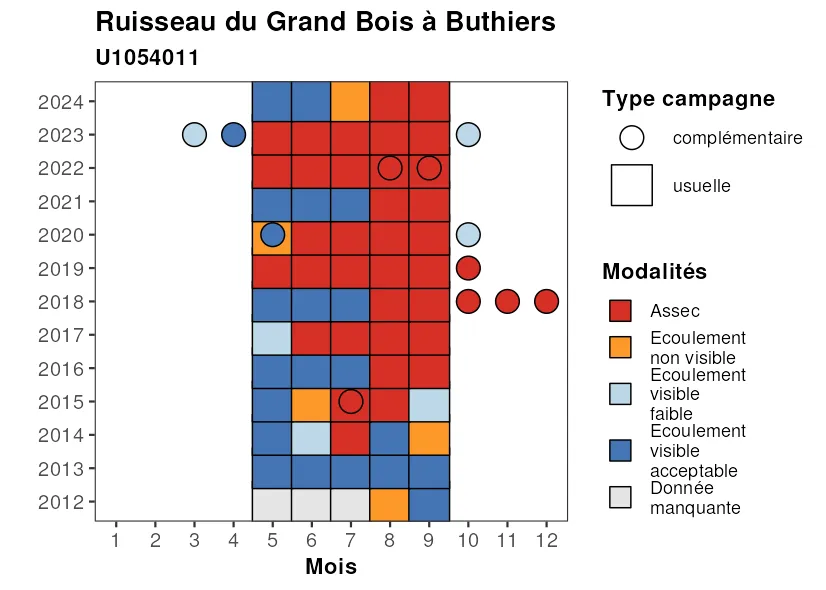 Ruisseau du Grand Bois à Buthiers
U1054011
2024
2023
2022
2021
2020
2019
2018
2017
2016
2015
2014
2013
2012
1 2 3 4 5 6 7 8 9 10 11 12
Mois
Type campagne
complémentaire
usuelle
Modalités
Assec
Ecoulement
non visible
Ecoulement
visible
faible
Ecoulement
visible
acceptable
Donnée
manquante